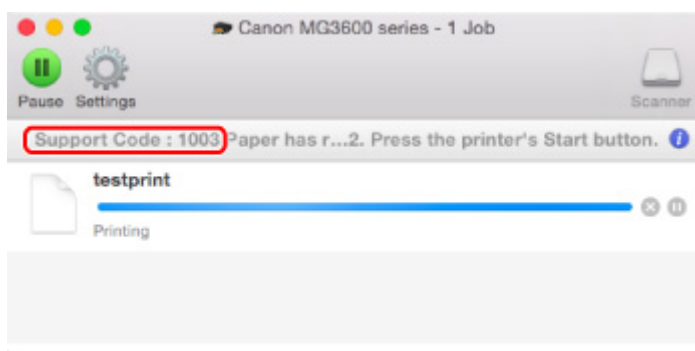 Canon MG3600 series - 1 Job
Pause Settings Scanner
Support Code : 1003 Paper has r...2. Press the printer's Start button.
testprint
Printing